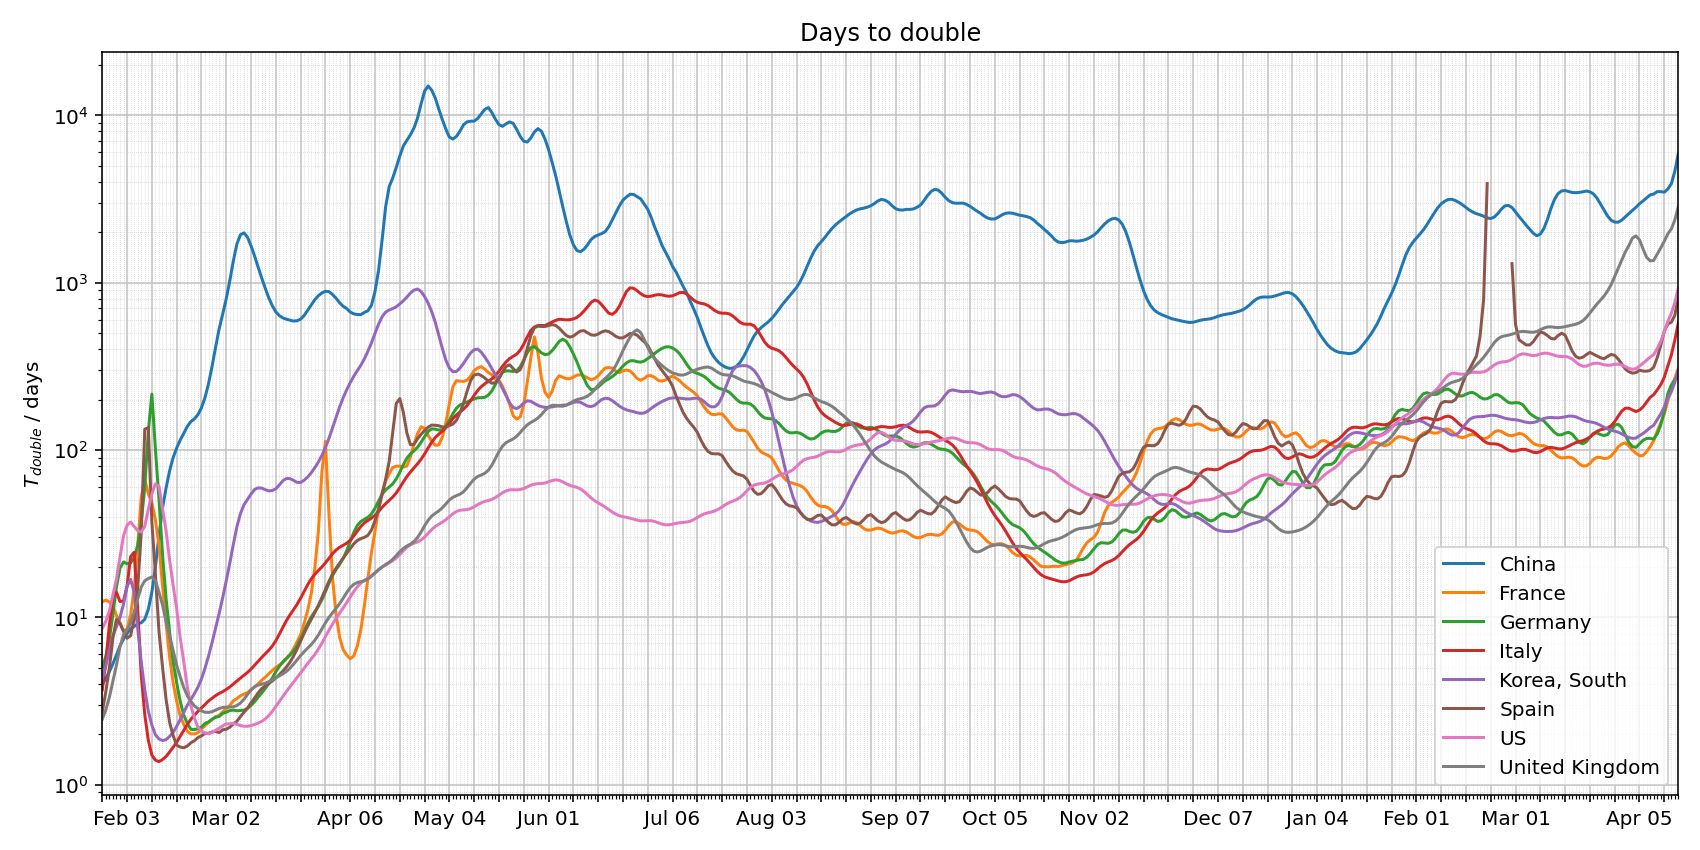 Days to double
T_double / days
10^4
10^3
10^2
10^1
10^0
Feb 03 Mar 02 Apr 06 May 04 Jun 01 Jul 06 Aug 03 Sep 07 Oct 05 Nov 02 Dec 07 Jan 04 Feb 01 Mar 01 Apr 05
China
France
Germany
Italy
Korea, South
Spain
US
United Kingdom